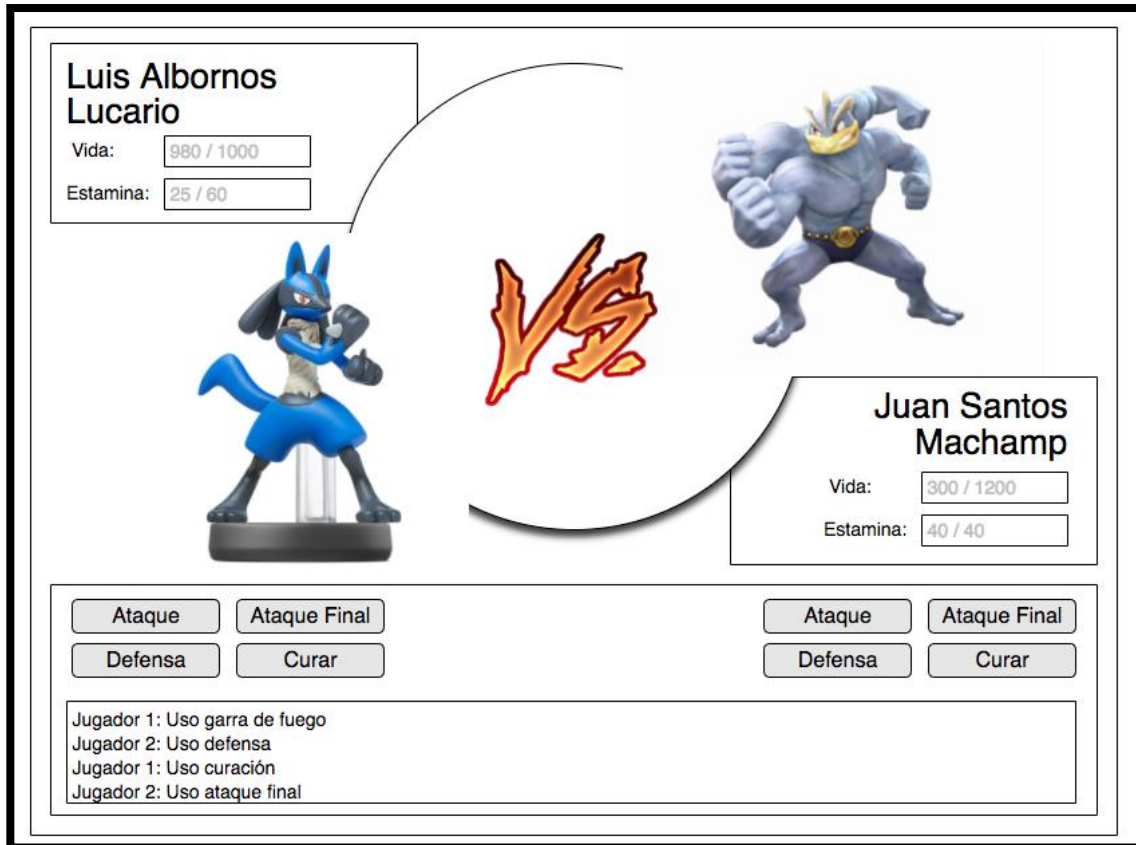 Luis Albornos
Lucario
Vida: 980 / 1000
Estamina: 25 / 60
VS.
Juan Santos
Machamp
Vida: 300 / 1200
Estamina: 40 / 40
Ataque Ataque Final Ataque Ataque Final
Defensa Curar Defensa Curar
Jugador 1: Uso garra de fuego
Jugador 2: Uso defensa
Jugador 1: Uso curación
Jugador 2: Uso ataque final